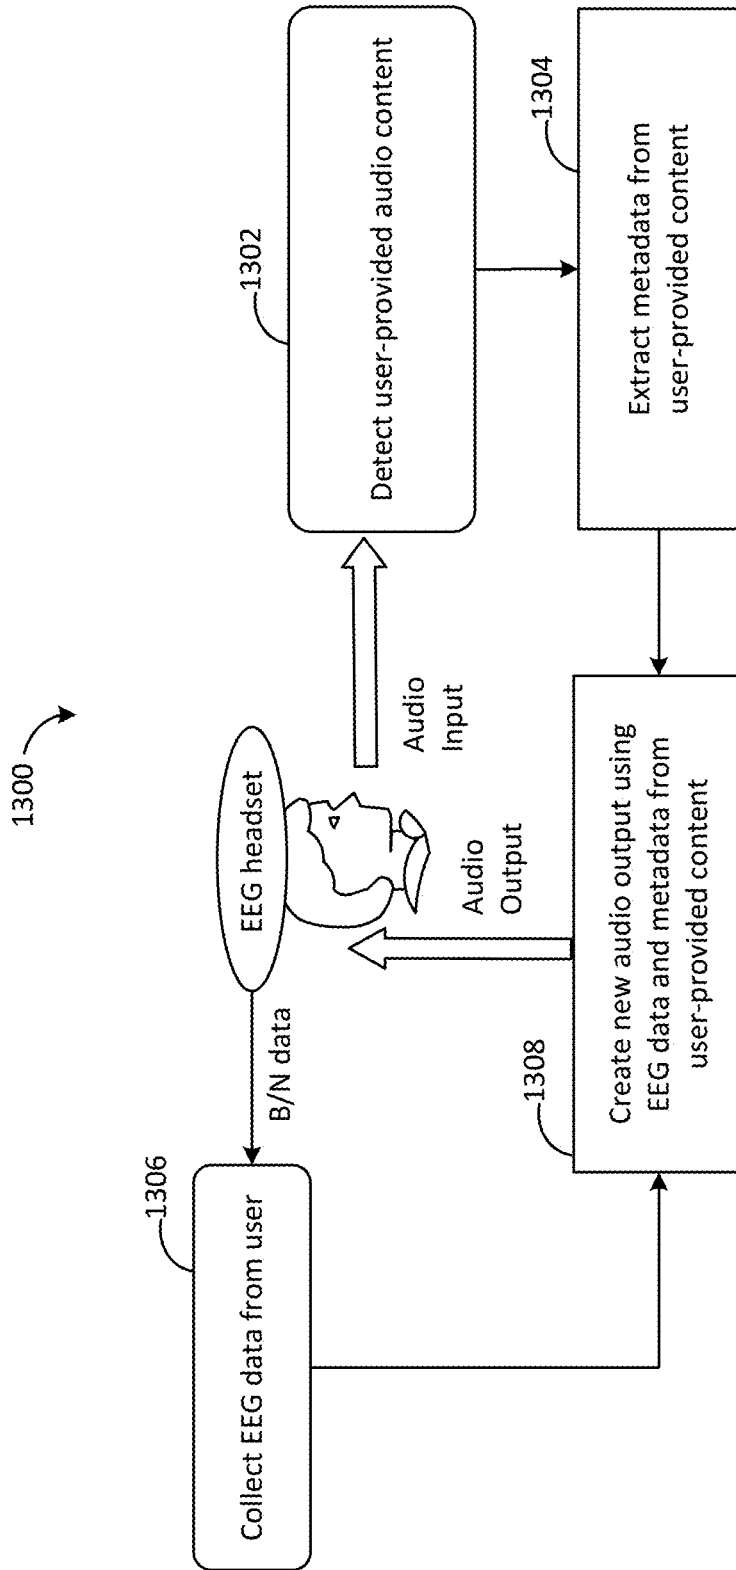 1300
EEG headset
B/N data
1306
Collect EEG data from user
Audio
Input
Audio
Output
1302
Detect user-provided audio content
1304
Extract metadata from
user-provided content
1308
Create new audio output using
EEG data and metadata from
user-provided content